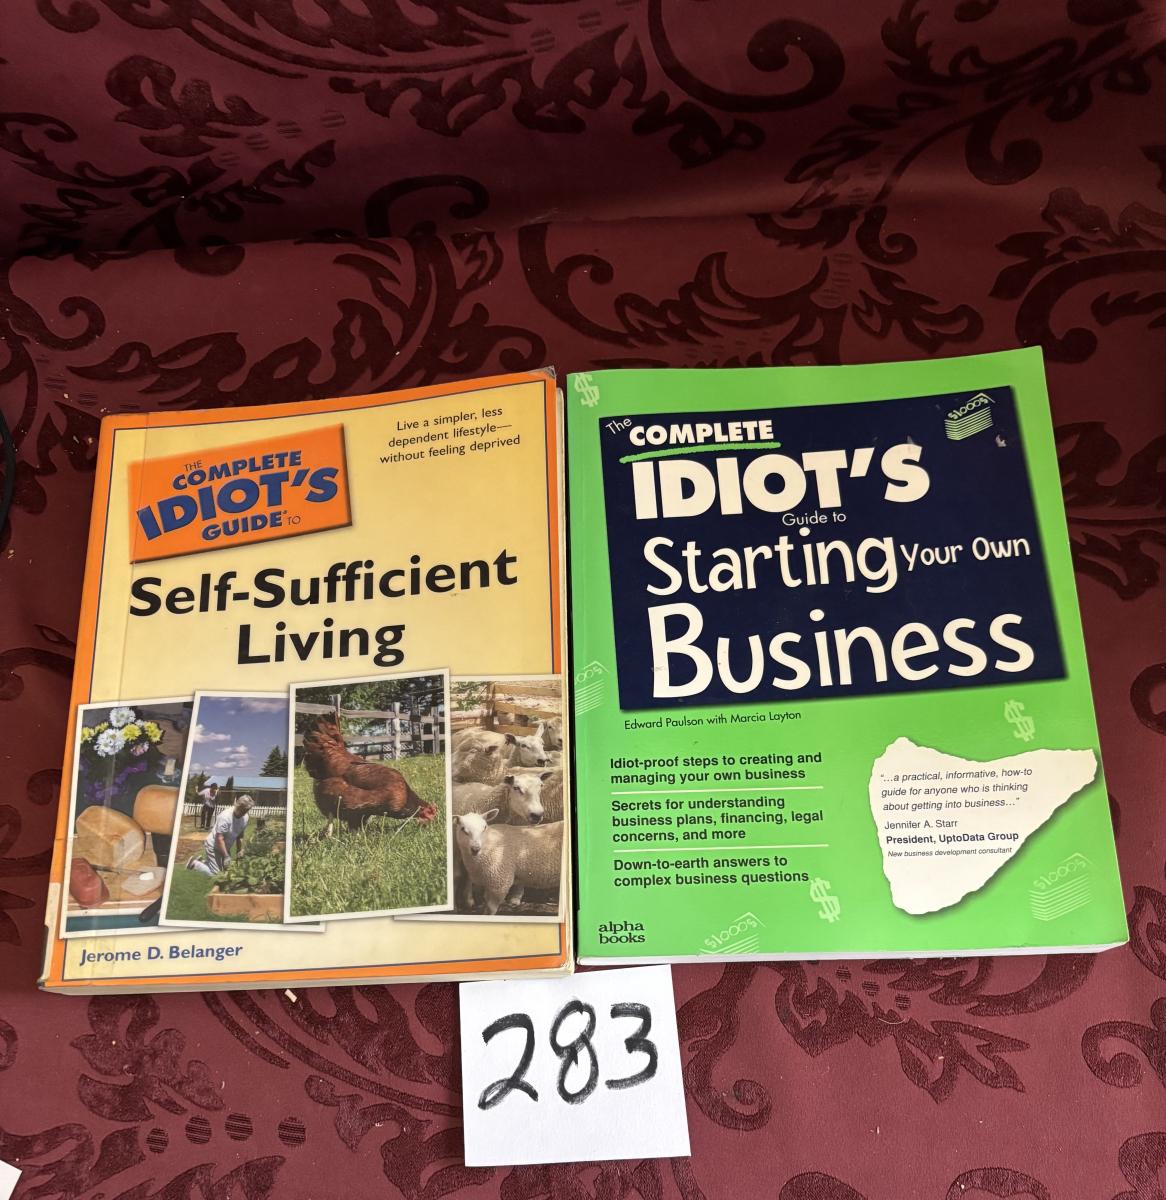 Live a simpler, less
dependent lifestyle—
without feeling deprived
THE
COMPLETE
IDIOT'S
GUIDE® TO
Self-Sufficient
Living
Jerome D. Belanger
$
$1000s
The COMPLETE
IDIOT'S
Guide to
Starting Your Own
Business
Edward Paulson with Marcia Layton
Idiot-proof steps to creating and
managing your own business
Secrets for understanding
business plans, financing, legal
concerns, and more
Down-to-earth answers to
complex business questions
"...a practical, informative, how-to
guide for anyone who is thinking
about getting into business..."
Jennifer A. Starr
President, UptoData Group
New business development consultant
$
$1000s
$
$1000s
alpha
books
283